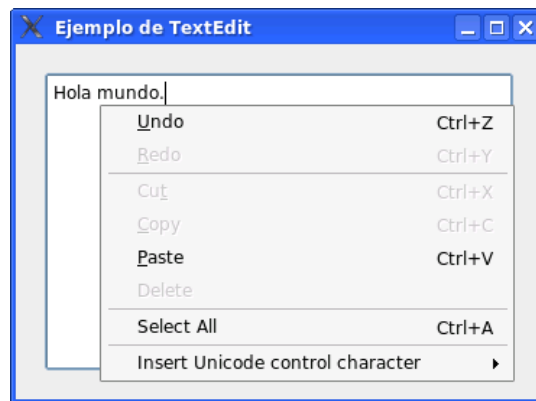 Ejemplo de TextEdit
Hola mundo.
Undo Ctrl+Z
Redo Ctrl+Y
Cut Ctrl+X
Copy Ctrl+C
Paste Ctrl+V
Delete
Select All Ctrl+A
Insert Unicode control character